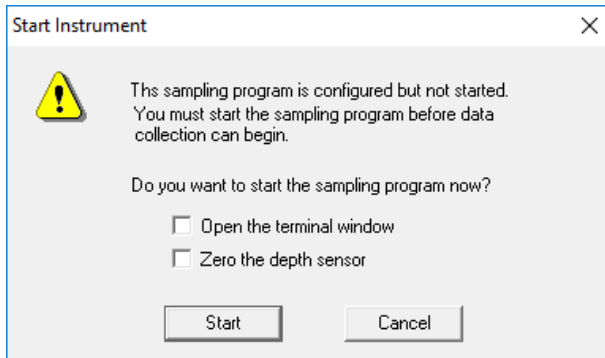 Start Instrument
Ths sampling program is configured but not started.
You must start the sampling program before data
collection can begin.
Do you want to start the sampling program now?
Open the terminal window
Zero the depth sensor
Start
Cancel